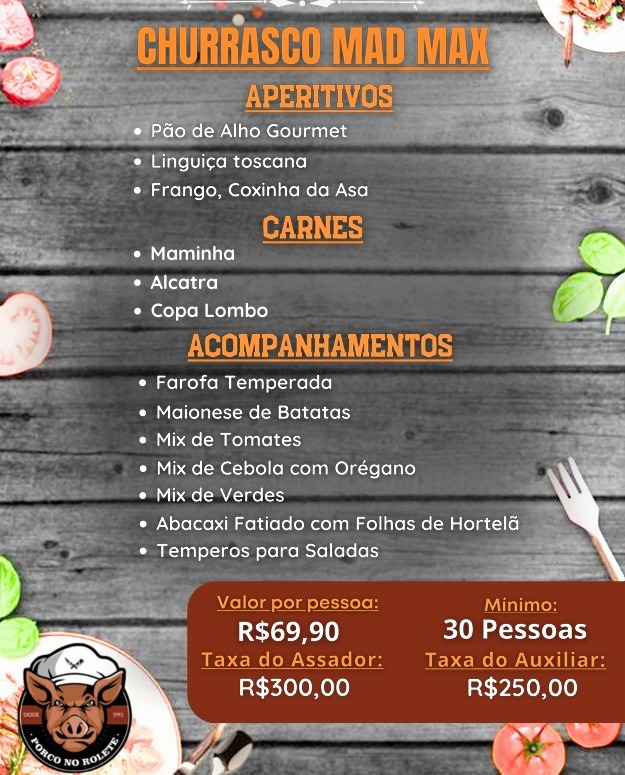 CHURRASCO MAD MAX
APERITIVOS
• Pão de Alho Gourmet
• Linguiça toscana
• Frango, Coxinha da Asa
CARNES
• Maminha
• Alcatra
• Copa Lombo
ACOMPANHAMENTOS
• Farofa Temperada
• Maionese de Batatas
• Mix de Tomates
• Mix de Cebola com Orégano
• Mix de Verdes
• Abacaxi Fatiado com Folhas de Hortelã
• Temperos para Saladas
Valor por pessoa:
R$69,90
Taxa do Assador:
R$300,00
Mínimo:
30 Pessoas
Taxa do Auxiliar:
R$250,00
DESDE
PORCO NO ROLETE